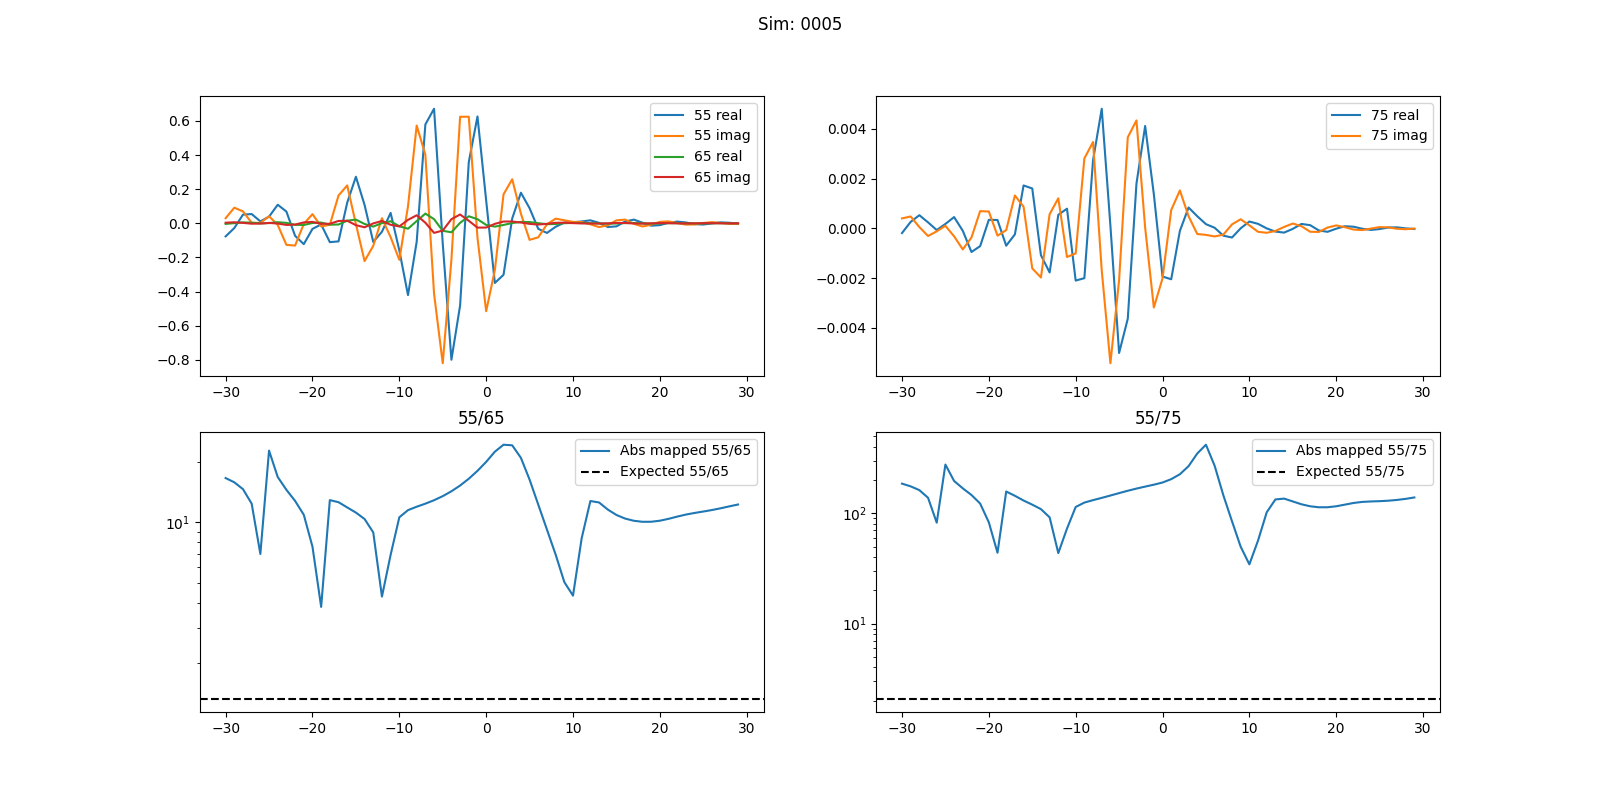 Sim: 0005
55 real
55 imag
65 real
65 imag
0.6
0.4
0.2
0.0
−0.2
−0.4
−0.6
−0.8
−30 −20 −10 0 10 20 30
75 real
75 imag
0.004
0.002
0.000
−0.002
−0.004
−30 −20 −10 0 10 20 30
55/65
Abs mapped 55/65
Expected 55/65
10¹
−30 −20 −10 0 10 20 30
55/75
Abs mapped 55/75
Expected 55/75
10²
10¹
−30 −20 −10 0 10 20 30